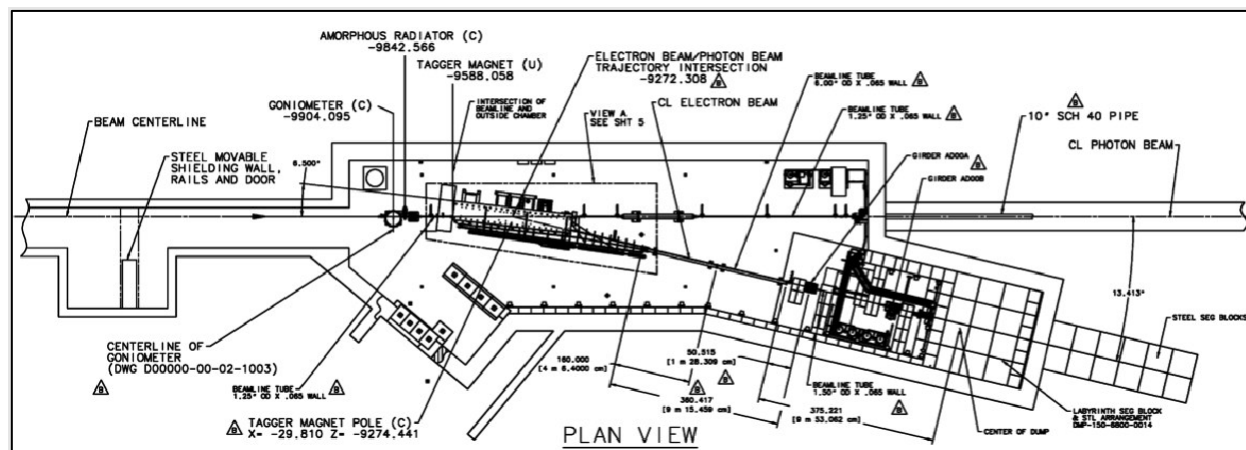 AMORPHOUS RADIATOR (C)
-9842.566
TAGGER MAGNET (U)
-9588.058
ELECTRON BEAM/PHOTON BEAM
TRAJECTORY INTERSECTION
-9272.308
BEAMLINE TUBE
6.00" OD X .065 WALL
GONIOMETER (C)
-9904.095
INTERSECTION OF
BEAMLINE AND
OUTSIDE CHAMBER
CL ELECTRON BEAM
BEAMLINE TUBE
1.25" OD X .065 WALL
VIEW A
SEE SHT 5
10" SCH 40 PIPE
BEAM CENTERLINE
CL PHOTON BEAM
STEEL MOVABLE
SHIELDING WALL,
RAILS AND DOOR
6.500°
GIRDER AD00A
GIRDER AD00B
13.413°
STEEL SEG BLOCKS
CENTERLINE OF
GONIOMETER
(DWG D00000-00-02-1003)
160.000
[4 m 6.4000 cm]
50.515
[1 m 28.309 cm]
BEAMLINE TUBE
1.25" OD X .065 WALL
BEAMLINE TUBE
1.50" OD X .065 WALL
360.417
[9 m 15.459 cm]
375.221
[9 m 53.062 cm]
TAGGER MAGNET POLE (C)
X= -29.810 Z= -9274.441
LABYRINTH SEG BLOCK
& STL ARRANGEMENT
CENTER OF DUMP
PLAN VIEW